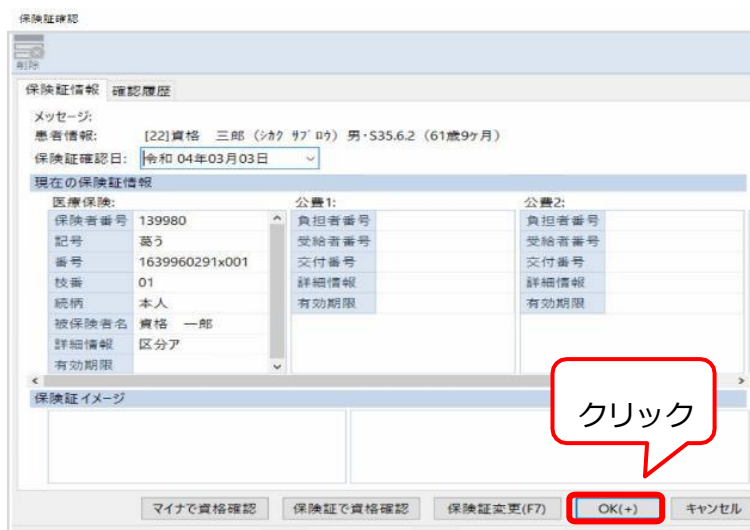 保険証確認
削除
保険証情報 確認履歴
メッセージ:
患者情報: [22]資格 三郎 (シカク サブロウ) 男・S35.6.2 (61歳9ヶ月)
保険証確認日: 令和 04年03月03日
現在の保険証情報
医療保険: 公費1: 公費2:
保険者番号 139980 負担者番号 負担者番号
記号 葛う 受給者番号 受給者番号
番号 1639960291x001 交付番号 交付番号
枝番 01 詳細情報 詳細情報
続柄 本人 有効期限 有効期限
被保険者名 資格 一郎
詳細情報 区分ア
有効期限
保険証イメージ
クリック
マイナで資格確認 保険証で資格確認 保険証変更(F7) OK(+) キャンセル